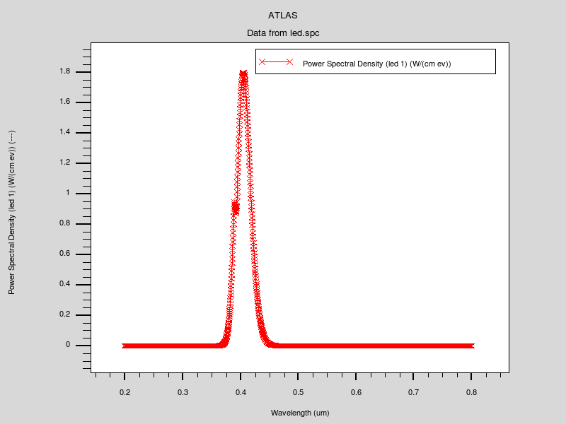 ATLAS
Data from led.spc
Power Spectral Density (led 1) (W/(cm ev))
Power Spectral Density (led 1) (W/(cm ev)) (---)
1.8
1.6
1.4
1.2
1
0.8
0.6
0.4
0.2
0
0.2 0.3 0.4 0.5 0.6 0.7 0.8
Wavelength (um)